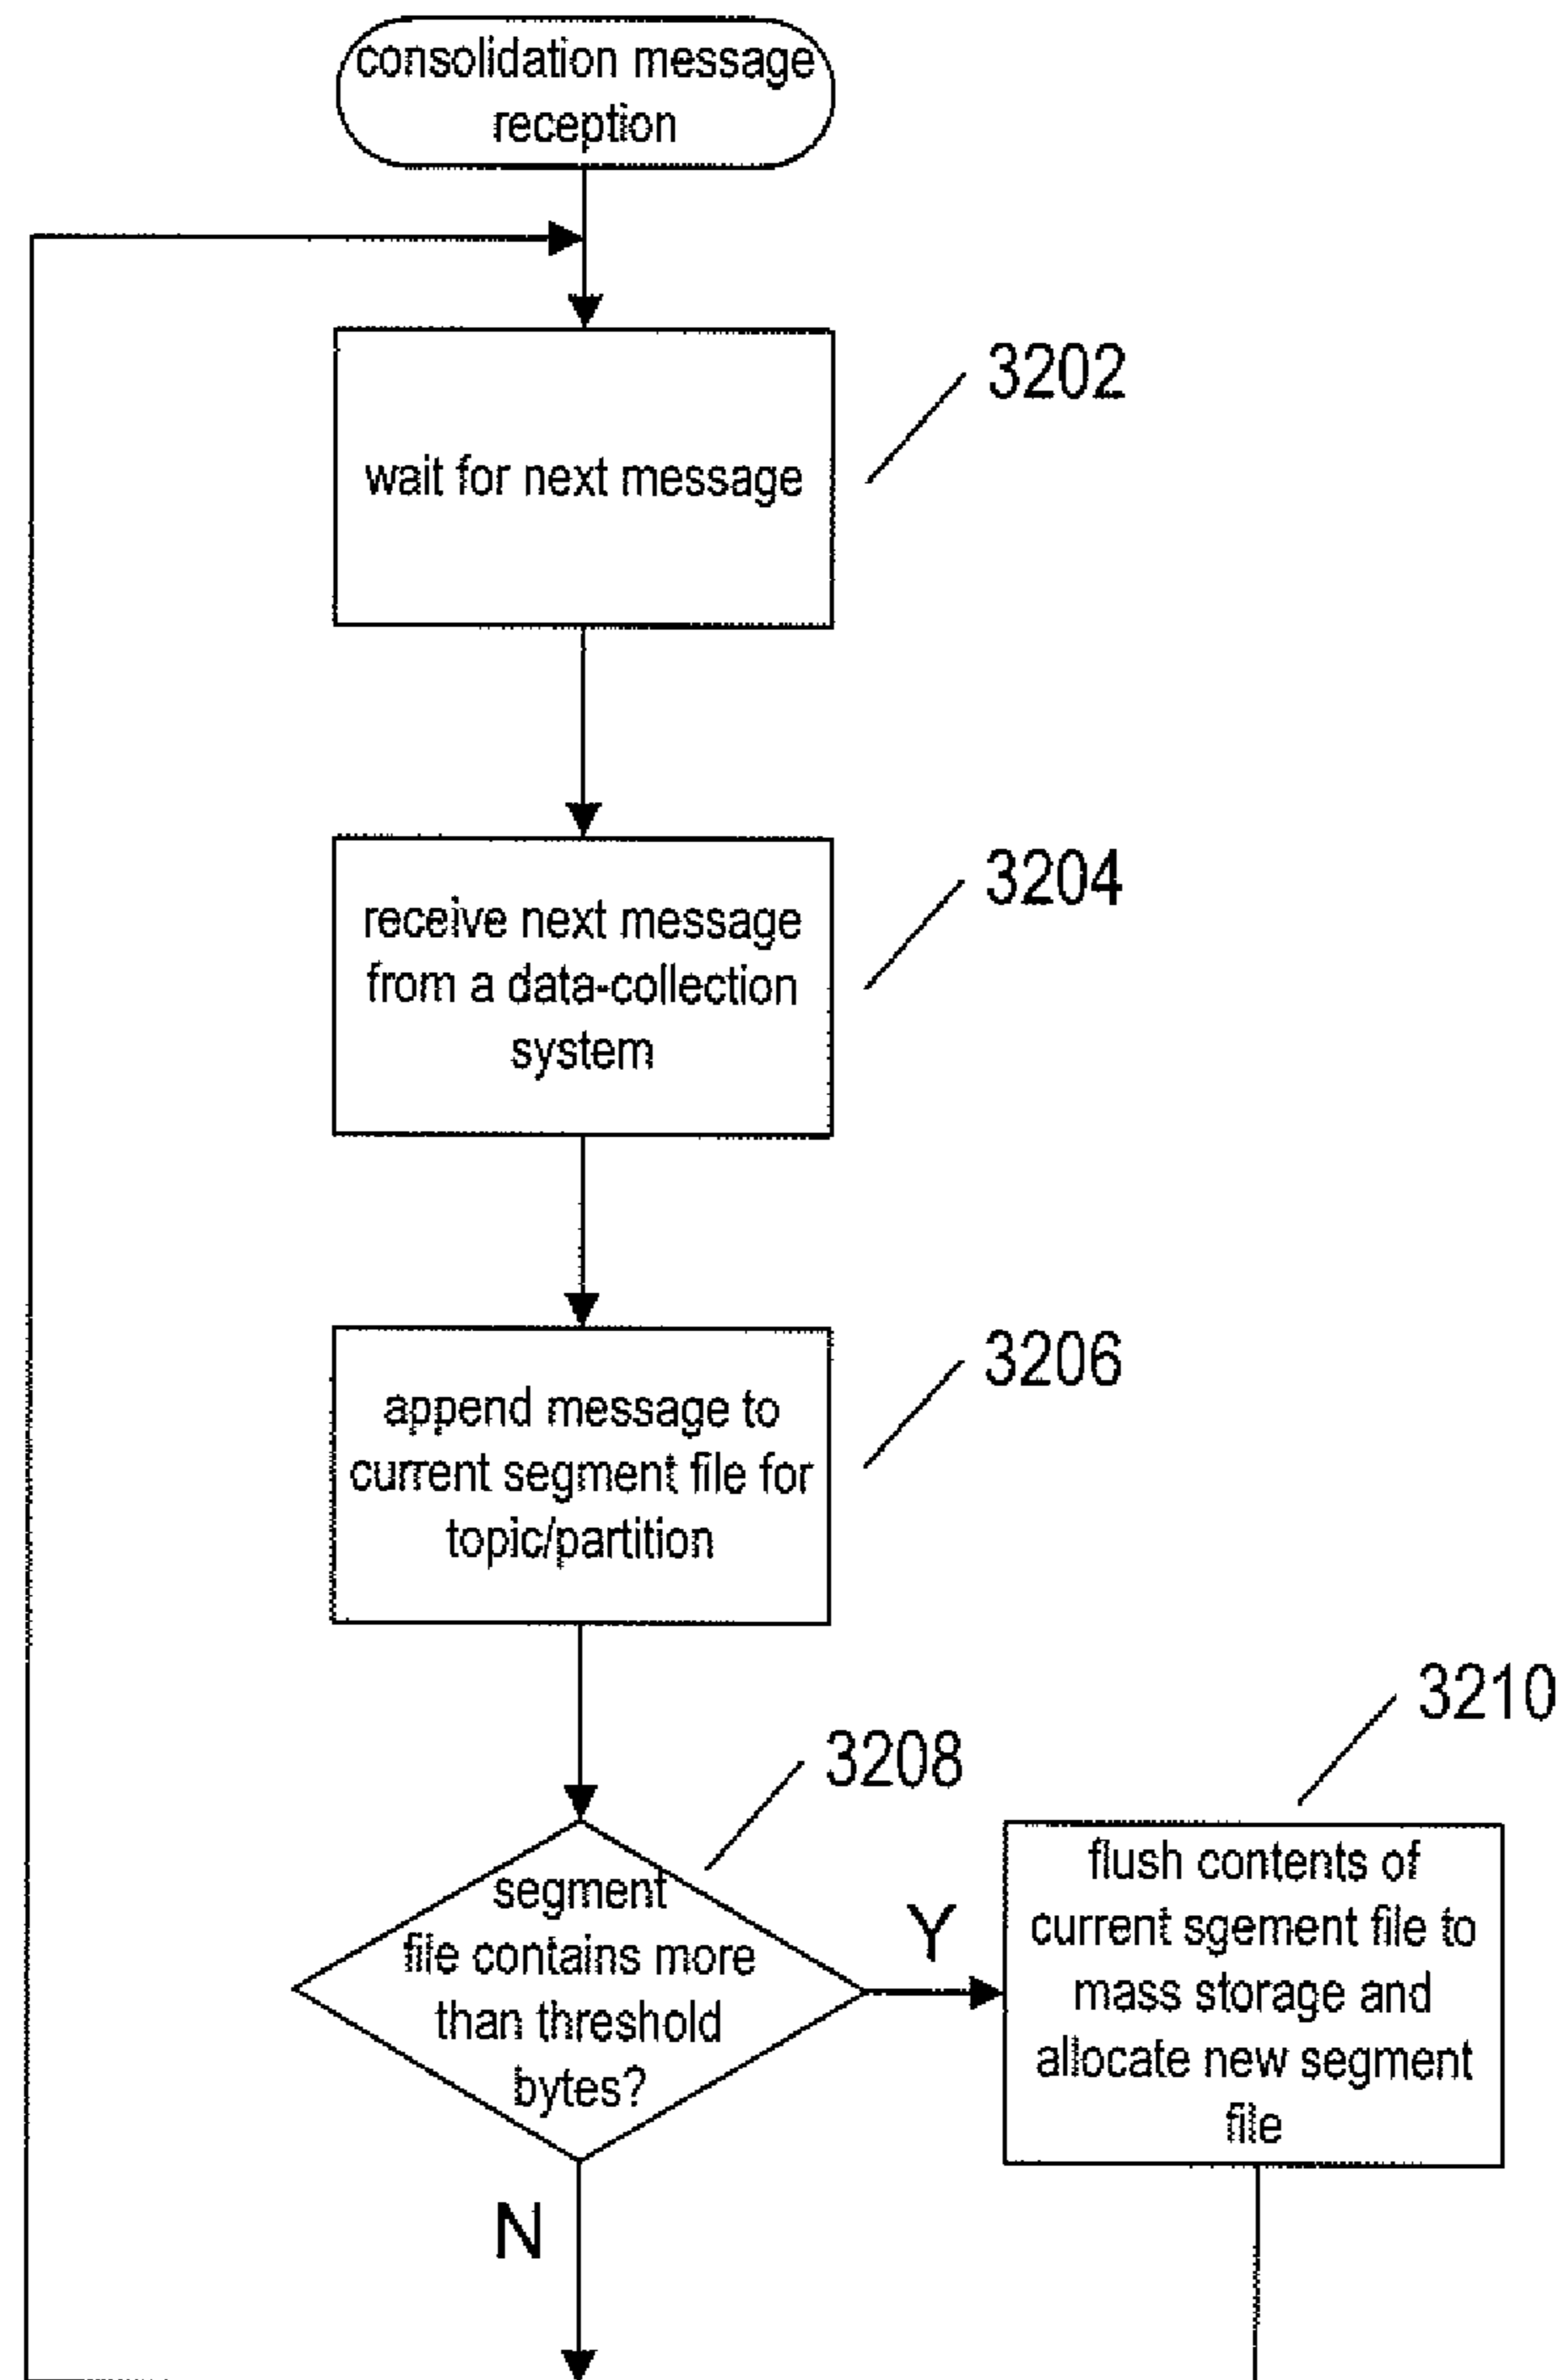 consolidation message
reception
3202
wait for next message
3204
receive next message
from a data-collection
system
3206
append message to
current segment file for
topic/partition
3208
segment
file contains more
than threshold
bytes?
Y
N
3210
flush contents of
current sgement file to
mass storage and
allocate new segment
file